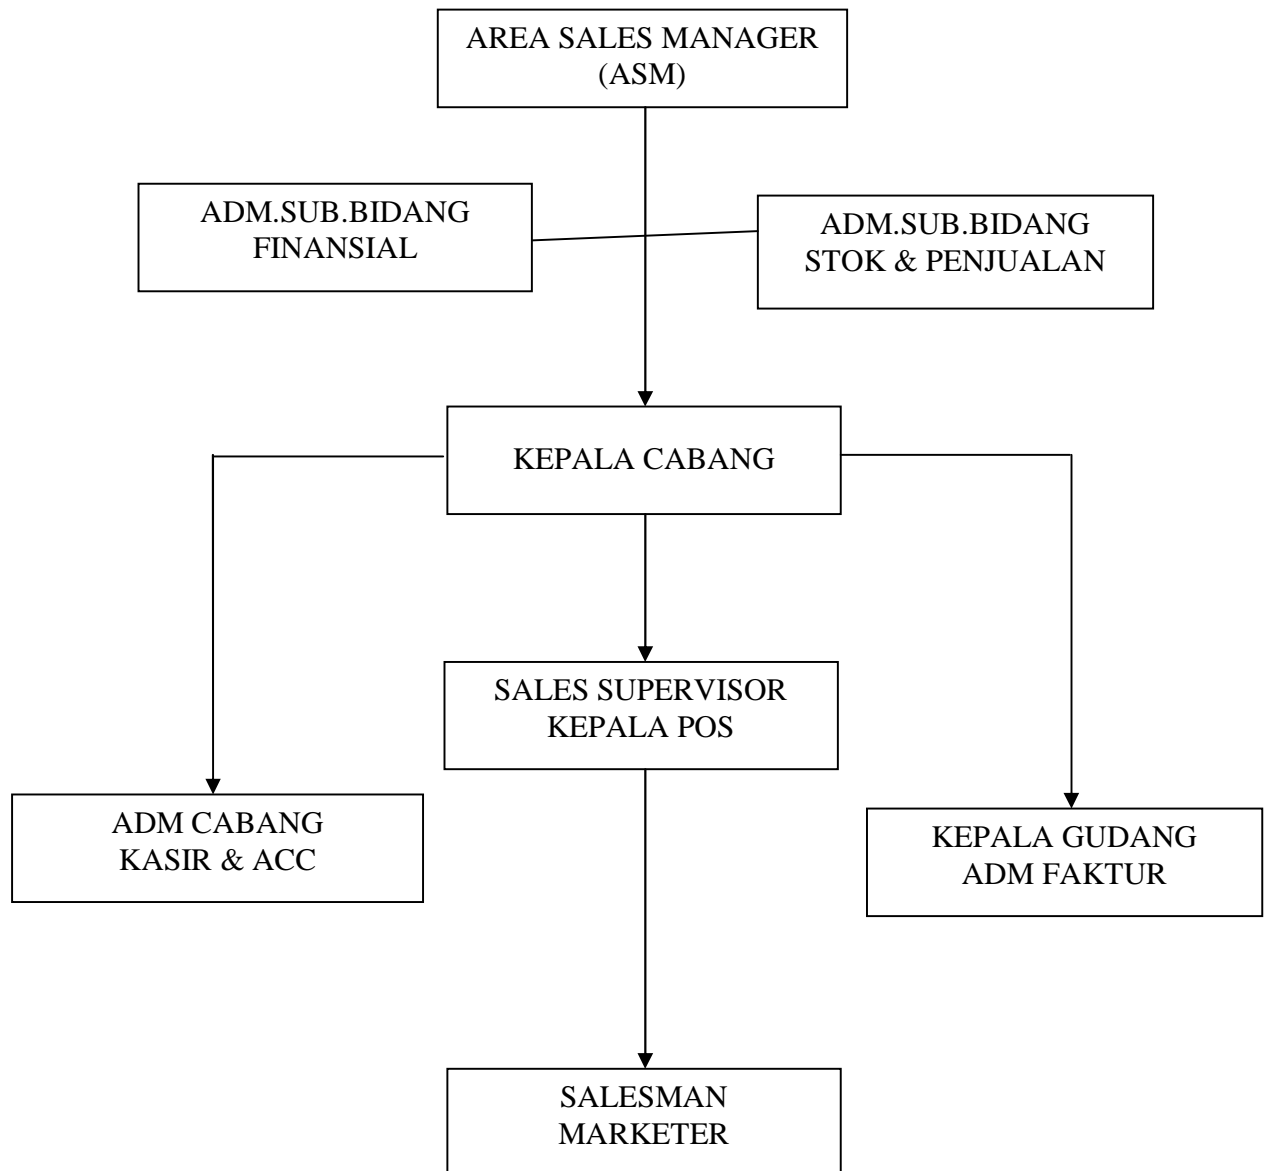 AREA SALES MANAGER
(ASM)
ADM.SUB.BIDANG
FINANSIAL
ADM.SUB.BIDANG
STOK & PENJUALAN
KEPALA CABANG
SALES SUPERVISOR
KEPALA POS
ADM CABANG
KASIR & ACC
KEPALA GUDANG
ADM FAKTUR
SALESMAN
MARKETER